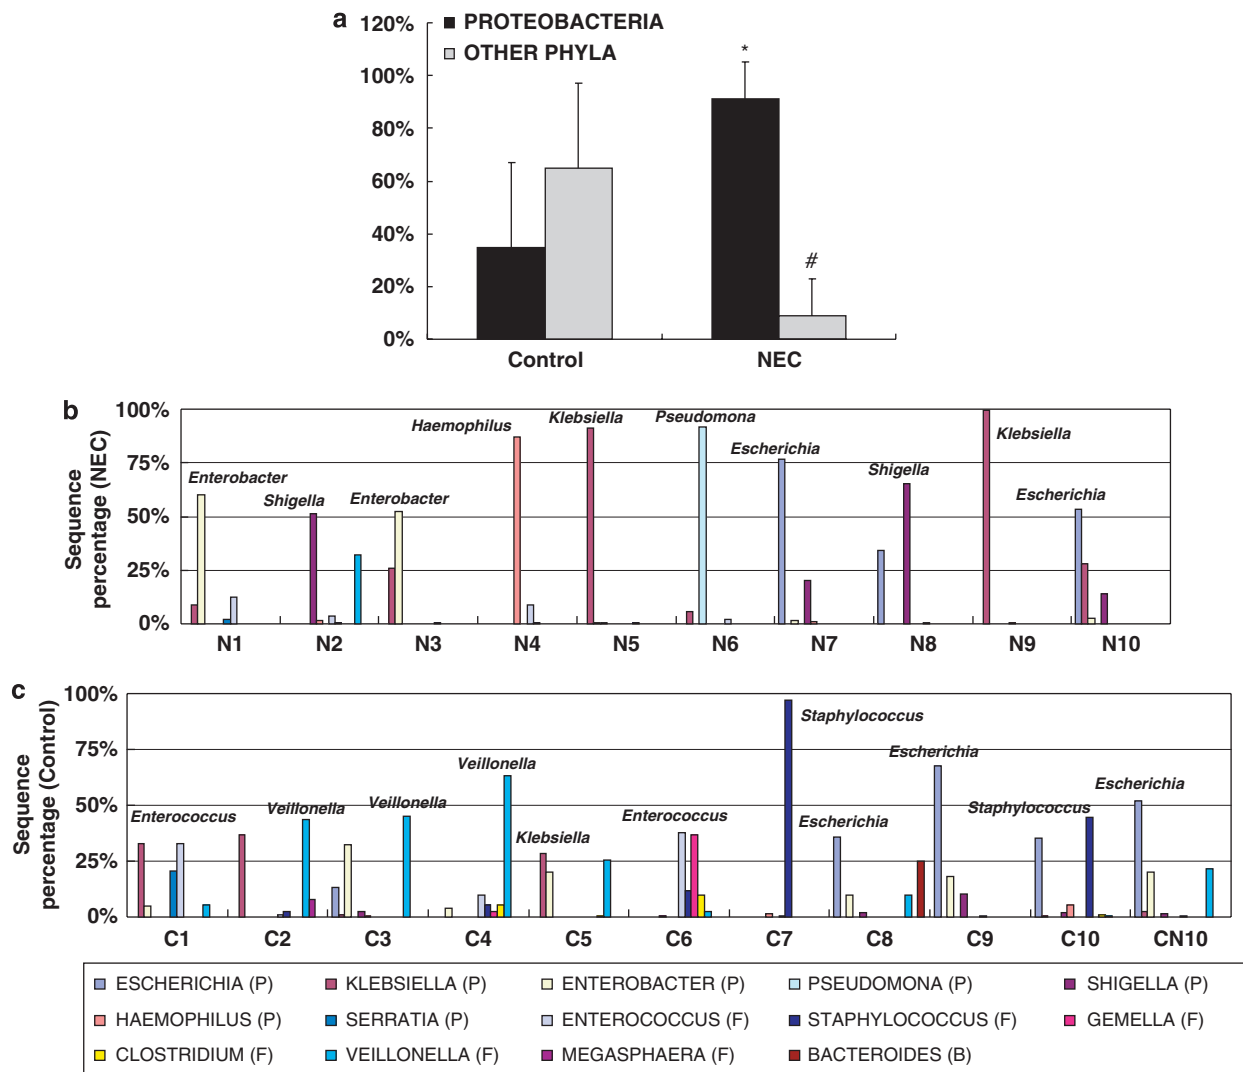 a
120%
100%
80%
60%
40%
20%
0%
PROTEOBACTERIA
OTHER PHYLA
*
#
Control NEC
b
Sequence
percentage (NEC)
100%
75%
50%
25%
0%
Enterobacter
Shigella
Enterobacter
Haemophilus
Klebsiella
Pseudomona
Escherichia
Shigella
Klebsiella
Escherichia
N1 N2 N3 N4 N5 N6 N7 N8 N9 N10
c
Sequence
percentage (Control)
100%
75%
50%
25%
0%
Enterococcus
Veillonella
Veillonella
Veillonella
Klebsiella
Enterococcus
Staphylococcus
Escherichia
Escherichia
Staphylococcus
Escherichia
C1 C2 C3 C4 C5 C6 C7 C8 C9 C10 CN10
ESCHERICHIA (P) KLEBSIELLA (P) ENTEROBACTER (P) PSEUDOMONA (P) SHIGELLA (P)
HAEMOPHILUS (P) SERRATIA (P) ENTEROCOCCUS (F) STAPHYLOCOCCUS (F) GEMELLA (F)
CLOSTRIDIUM (F) VEILLONELLA (F) MEGASPHAERA (F) BACTEROIDES (B)